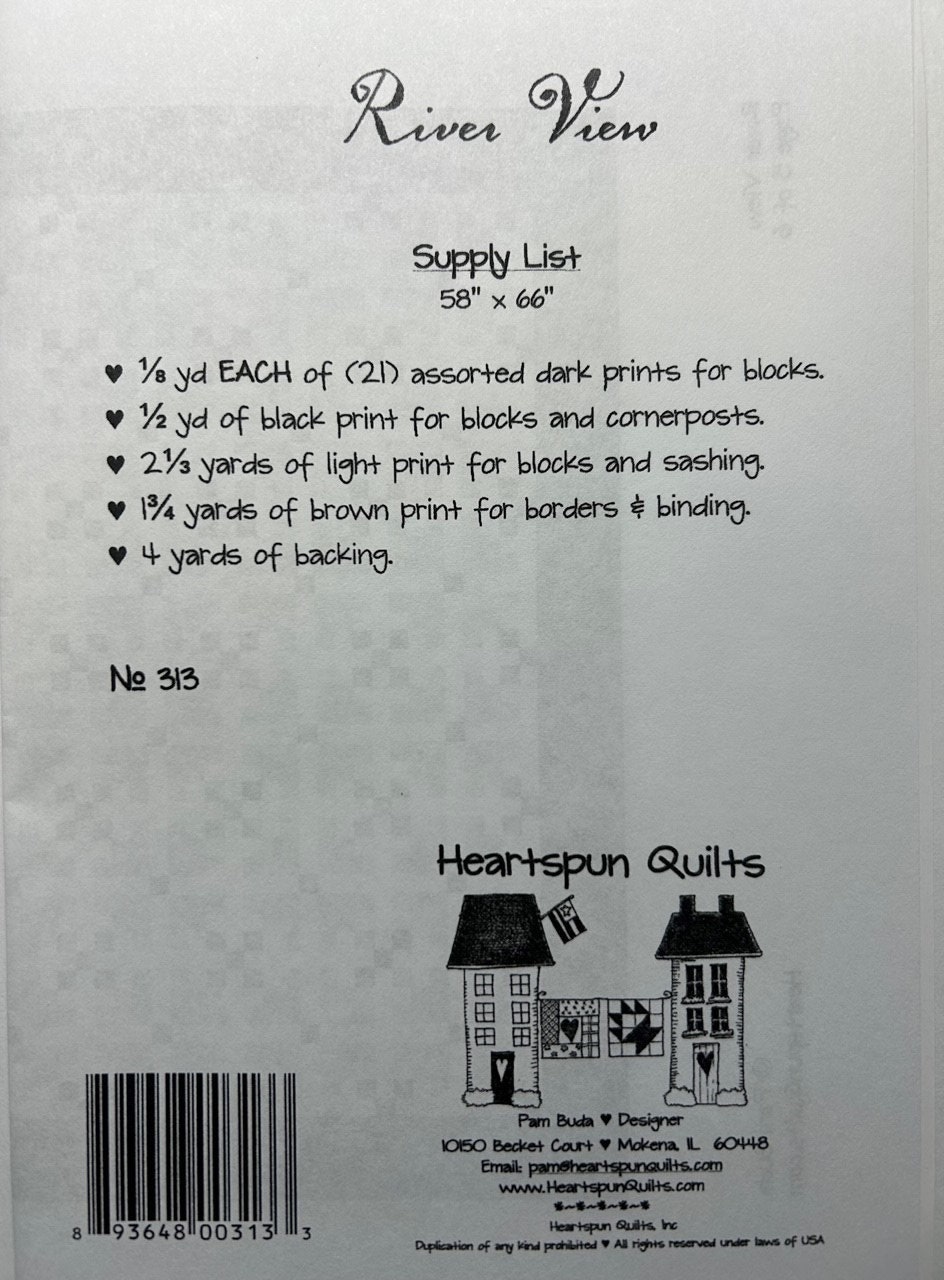 River View
Supply List
58" x 66"
♥ ⅛ yd EACH of (21) assorted dark prints for blocks.
♥ ½ yd of black print for blocks and cornerposts.
♥ 2⅓ yards of light print for blocks and sashing.
♥ 1¾ yards of brown print for borders & binding.
♥ 4 yards of backing.
№ 313
Heartspun Quilts
Pam Buda ♥ Designer
10150 Becket Court ♥ Mokena, IL 60448
Email: pam@heartspunquilts.com
www.HeartspunQuilts.com
Heartspun Quilts, Inc
Duplication of any kind prohibited ♥ All rights reserved under laws of USA
8 93648 00313 3